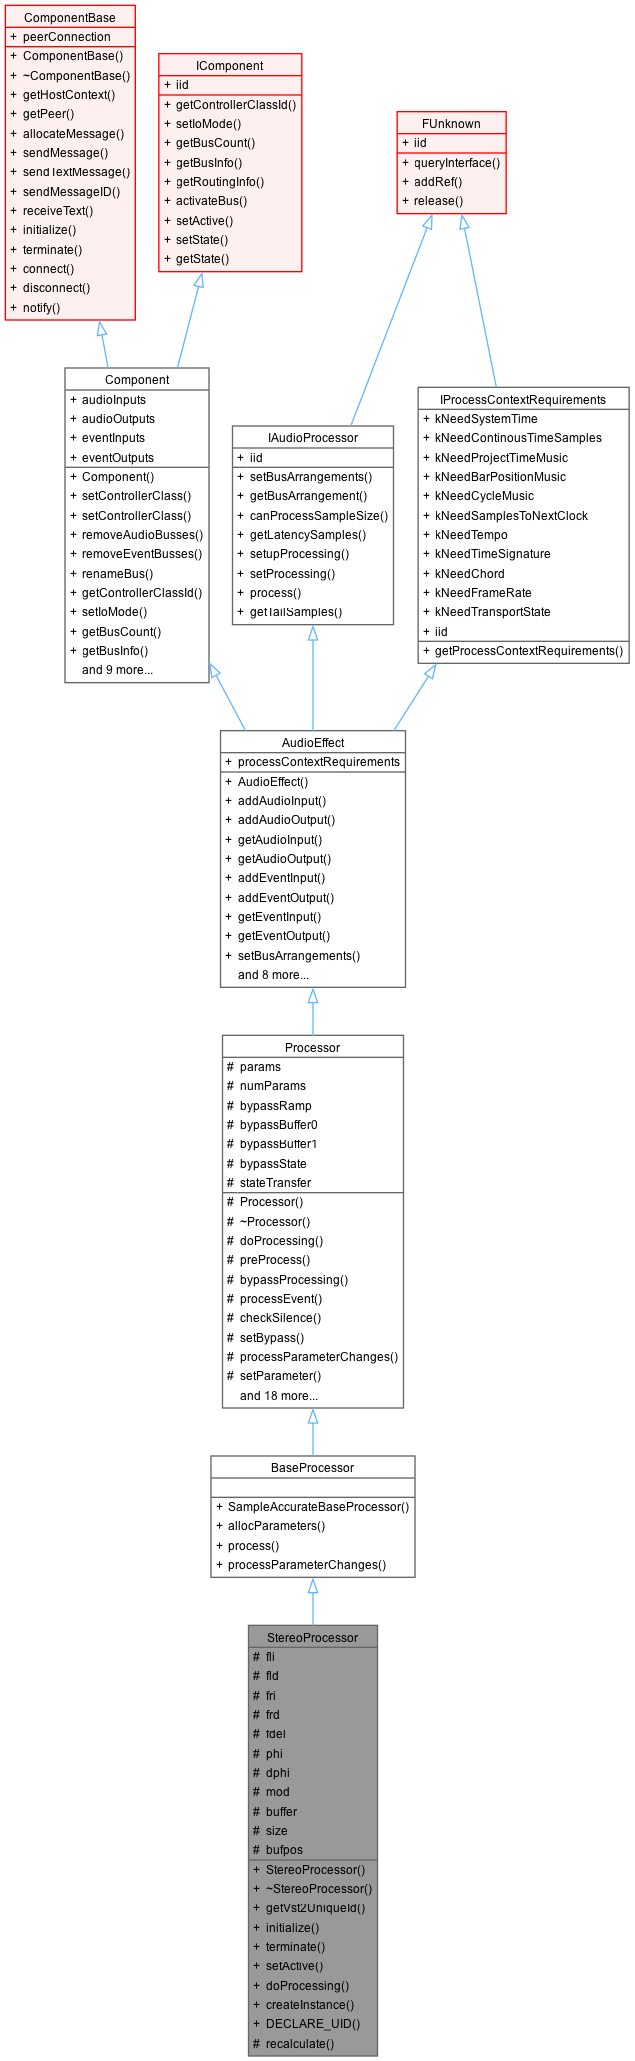 ComponentBase
+ peerConnection
+ ComponentBase()
+ ~ComponentBase()
+ getHostContext()
+ getPeer()
+ allocateMessage()
+ sendMessage()
+ sendTextMessage()
+ sendMessageID()
+ receiveText()
+ initialize()
+ terminate()
+ connect()
+ disconnect()
+ notify()
IComponent
+ iid
+ getControllerClassId()
+ setIoMode()
+ getBusCount()
+ getBusInfo()
+ getRoutingInfo()
+ activateBus()
+ setActive()
+ setState()
+ getState()
FUnknown
+ iid
+ queryInterface()
+ addRef()
+ release()
Component
+ audioInputs
+ audioOutputs
+ eventInputs
+ eventOutputs
+ Component()
+ setControllerClass()
+ setControllerClass()
+ removeAudioBusses()
+ removeEventBusses()
+ renameBus()
+ getControllerClassId()
+ setIoMode()
+ getBusCount()
+ getBusInfo()
and 9 more...
IAudioProcessor
+ iid
+ setBusArrangements()
+ getBusArrangement()
+ canProcessSampleSize()
+ getLatencySamples()
+ setupProcessing()
+ setProcessing()
+ process()
+ getTailSamples()
IProcessContextRequirements
+ kNeedSystemTime
+ kNeedContinousTimeSamples
+ kNeedProjectTimeMusic
+ kNeedBarPositionMusic
+ kNeedCycleMusic
+ kNeedSamplesToNextClock
+ kNeedTempo
+ kNeedTimeSignature
+ kNeedChord
+ kNeedFrameRate
+ kNeedTransportState
+ iid
+ getProcessContextRequirements()
AudioEffect
+ processContextRequirements
+ AudioEffect()
+ addAudioInput()
+ addAudioOutput()
+ getAudioInput()
+ getAudioOutput()
+ addEventInput()
+ addEventOutput()
+ getEventInput()
+ getEventOutput()
+ setBusArrangements()
and 8 more...
Processor
# params
# numParams
# bypassRamp
# bypassBuffer0
# bypassBuffer1
# bypassState
# stateTransfer
# Processor()
# ~Processor()
# doProcessing()
# preProcess()
# bypassProcessing()
# processEvent()
# checkSilence()
# setBypass()
# processParameterChanges()
# setParameter()
and 18 more...
BaseProcessor
+ SampleAccurateBaseProcessor()
+ allocParameters()
+ process()
+ processParameterChanges()
StereoProcessor
# fli
# fld
# fri
# frd
# fdel
# phi
# dphi
# mod
# buffer
# size
# bufpos
+ StereoProcessor()
+ ~StereoProcessor()
+ getVst2UniqueId()
+ initialize()
+ terminate()
+ setActive()
+ doProcessing()
+ createInstance()
+ DECLARE_UID()
# recalculate()